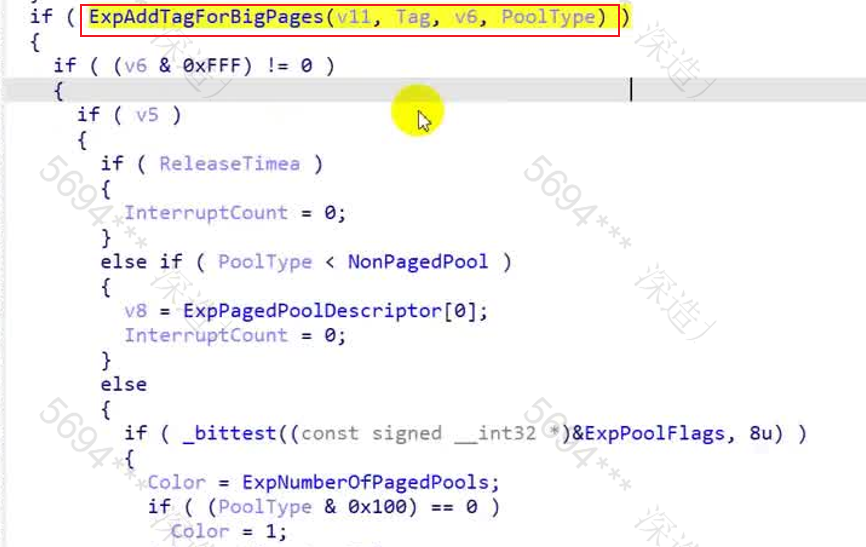 if ( ExpAddTagForBigPages(v11, Tag, v6, PoolType) )
{
if ( (v6 & 0xFFF) != 0 )
{
if ( v5 )
{
if ( ReleaseTimea )
{
InterruptCount = 0;
}
else if ( PoolType < NonPagedPool )
{
v8 = ExpPagedPoolDescriptor[0];
InterruptCount = 0;
}
else
{
if ( _bittest((const signed __int32 *)&ExpPoolFlags, 8u) )
{
Color = ExpNumberOfPagedPools;
if ( (PoolType & 0x100) == 0 )
Color = 1;
深造
5694***
5694***
深造
深造
5694***
5694***
深造
深造